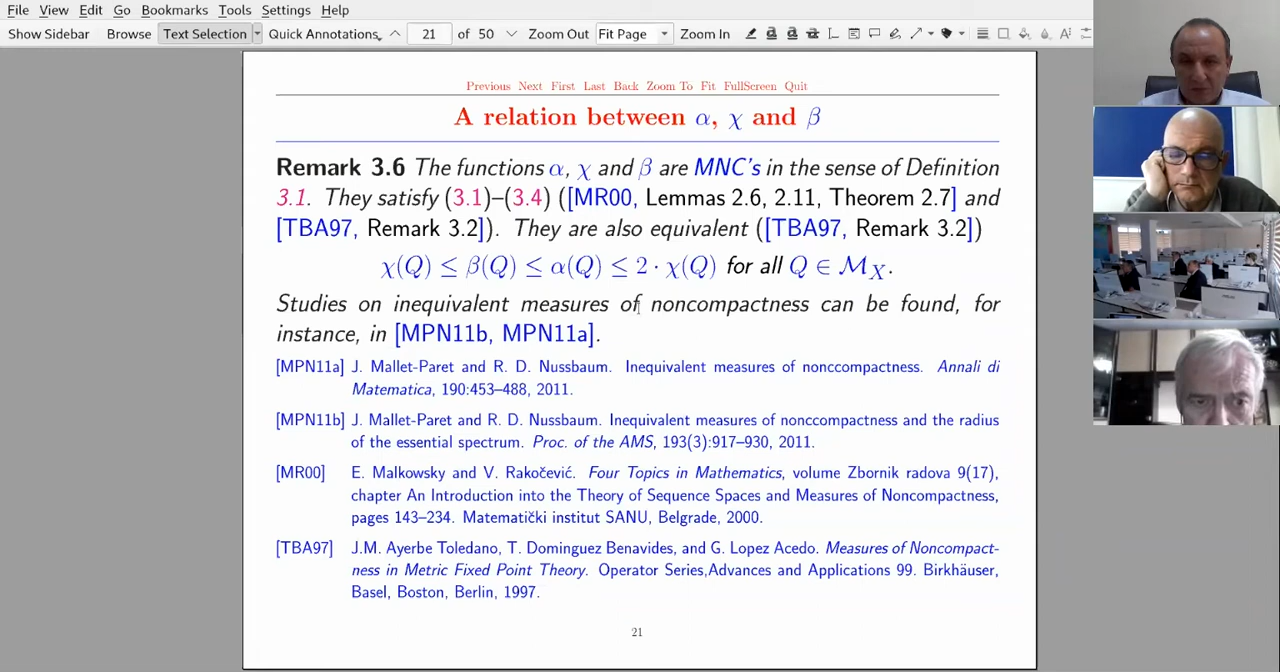 File View Edit Go Bookmarks Tools Settings Help
Show Sidebar Browse Text Selection Quick Annotations 21 of 50 Zoom Out Fit Page Zoom In
Previous Next First Last Back Zoom To Fit FullScreen Quit
A relation between α, χ and β
Remark 3.6 The functions α, χ and β are MNC's in the sense of Definition
3.1. They satisfy (3.1)–(3.4) ([MR00, Lemmas 2.6, 2.11, Theorem 2.7] and
[TBA97, Remark 3.2]). They are also equivalent ([TBA97, Remark 3.2])
χ(Q) ≤ β(Q) ≤ α(Q) ≤ 2 · χ(Q) for all Q ∈ ℳ_X.
Studies on inequivalent measures of noncompactness can be found, for
instance, in [MPN11b, MPN11a].
[MPN11a] J. Mallet-Paret and R. D. Nussbaum. Inequivalent measures of nonccompactness. Annali di
Matematica, 190:453–488, 2011.
[MPN11b] J. Mallet-Paret and R. D. Nussbaum. Inequivalent measures of nonccompactness and the radius
of the essential spectrum. Proc. of the AMS, 193(3):917–930, 2011.
[MR00] E. Malkowsky and V. Rakočević. Four Topics in Mathematics, volume Zbornik radova 9(17),
chapter An Introduction into the Theory of Sequence Spaces and Measures of Noncompactness,
pages 143–234. Matematički institut SANU, Belgrade, 2000.
[TBA97] J.M. Ayerbe Toledano, T. Dominguez Benavides, and G. Lopez Acedo. Measures of Noncompact-
ness in Metric Fixed Point Theory. Operator Series,Advances and Applications 99. Birkhäuser,
Basel, Boston, Berlin, 1997.
21